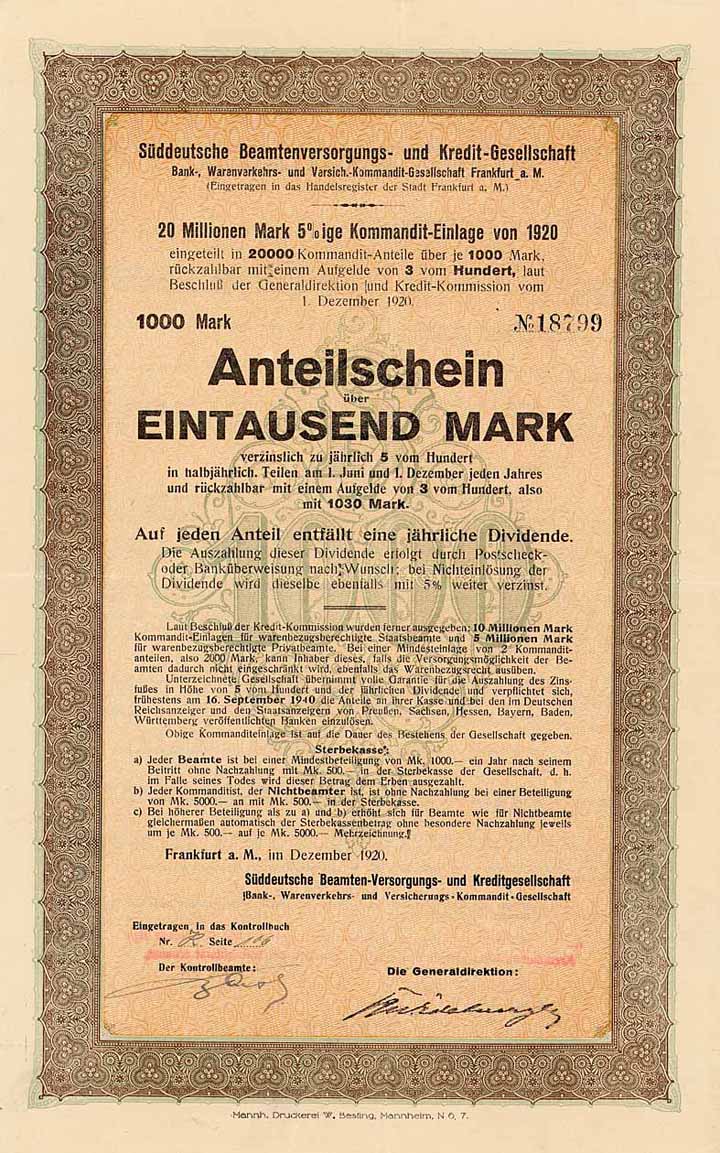 Süddeutsche Beamtenversorgungs- und Kredit-Gesellschaft
Bank-, Warenverkehrs- und Versich.-Kommandit-Gesellschaft Frankfurt a. M.
(Eingetragen in das Handelsregister der Stadt Frankfurt a. M.)
20 Millionen Mark 5%ige Kommandit-Einlage von 1920
eingeteilt in 20000 Kommandit-Anteile über je 1000 Mark,
rückzahlbar mit einem Aufgelde von 3 vom Hundert, laut
Beschluß der Generaldirektion und Kredit-Kommission vom
1. Dezember 1920.
1000 Mark № 18799
Anteilschein
über
EINTAUSEND MARK
verzinslich zu jährlich 5 vom Hundert
in halbjährlich. Teilen am 1. Juni und 1. Dezember jeden Jahres
und rückzahlbar mit einem Aufgelde von 3 vom Hundert, also
mit 1030 Mark.
Auf jeden Anteil entfällt eine jährliche Dividende.
Die Auszahlung dieser Dividende erfolgt durch Postscheck-
oder Banküberweisung nach Wunsch; bei Nichteinlösung der
Dividende wird dieselbe ebenfalls mit 5% weiter verzinst.
1000
Laut Beschluß der Kredit-Kommission wurden ferner ausgegeben: 10 Millionen Mark
Kommandit-Einlagen für warenbezugsberechtigte Staatsbeamte und 5 Millionen Mark
für warenbezugsberechtigte Privatbeamte. Bei einer Mindesteinlage von 2 Kommandit-
anteilen, also 2000 Mark, kann Inhaber dieses, falls die Versorgungsmöglichkeit der Be-
amten dadurch nicht eingeschränkt wird, ebenfalls das Warenbezugsrecht ausüben.
Unterzeichnete Gesellschaft übernimmt volle Garantie für die Auszahlung des Zins-
fußes in Höhe von 5 vom Hundert und der jährlichen Dividende und verpflichtet sich,
frühestens am 16. September 1940 die Anteile an ihrer Kasse und bei den im Deutschen
Reichsanzeiger und den Staatsanzeigern von Preußen, Sachsen, Hessen, Bayern, Baden,
Württemberg veröffentlichten Banken einzulösen.
Obige Kommanditeinlage ist auf die Dauer des Bestehens der Gesellschaft gegeben.
Sterbekasse:
a) Jeder Beamte ist bei einer Mindestbeteiligung von Mk. 1000.— ein Jahr nach seinem
Beitritt ohne Nachzahlung mit Mk. 500.— in der Sterbekasse der Gesellschaft, d. h.
im Falle seines Todes wird dieser Betrag dem Erben ausgezahlt.
b) Jeder Kommanditist, der Nichtbeamter ist, ist ohne Nachzahlung bei einer Beteiligung
von Mk. 5000.— an mit Mk. 500.— in der Sterbekasse.
c) Bei höherer Beteiligung als zu a) und b) erhöht sich für Beamte wie für Nichtbeamte
gleichermaßen automatisch der Sterbekassenbetrag ohne besondere Nachzahlung jeweils
um je Mk. 500.— auf je Mk. 5000.— Mehrzeichnung.
Frankfurt a. M., im Dezember 1920.
Süddeutsche Beamten-Versorgungs- und Kreditgesellschaft
Bank-, Warenverkehrs- und Versicherungs-Kommandit-Gesellschaft
Eingetragen in das Kontrollbuch
Nr. Seite
Der Kontrollbeamte: Die Generaldirektion:
Mannh. Druckerei W. Besting, Mannheim, N 6, 7.